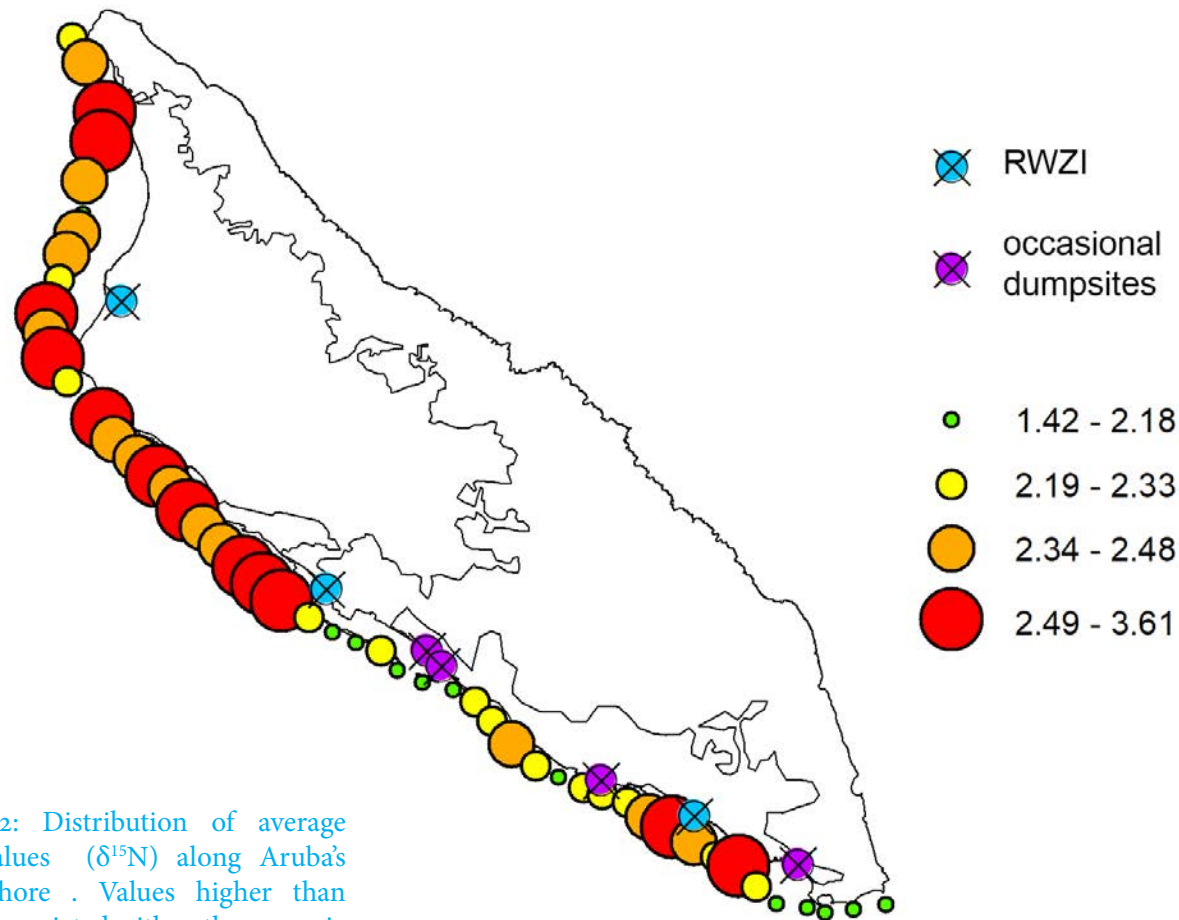 RWZI
occasional
dumpsites
1.42 - 2.18
2.19 - 2.33
2.34 - 2.48
2.49 - 3.61
2: Distribution of average
alues (δ¹⁵N) along Aruba's
hore . Values higher than